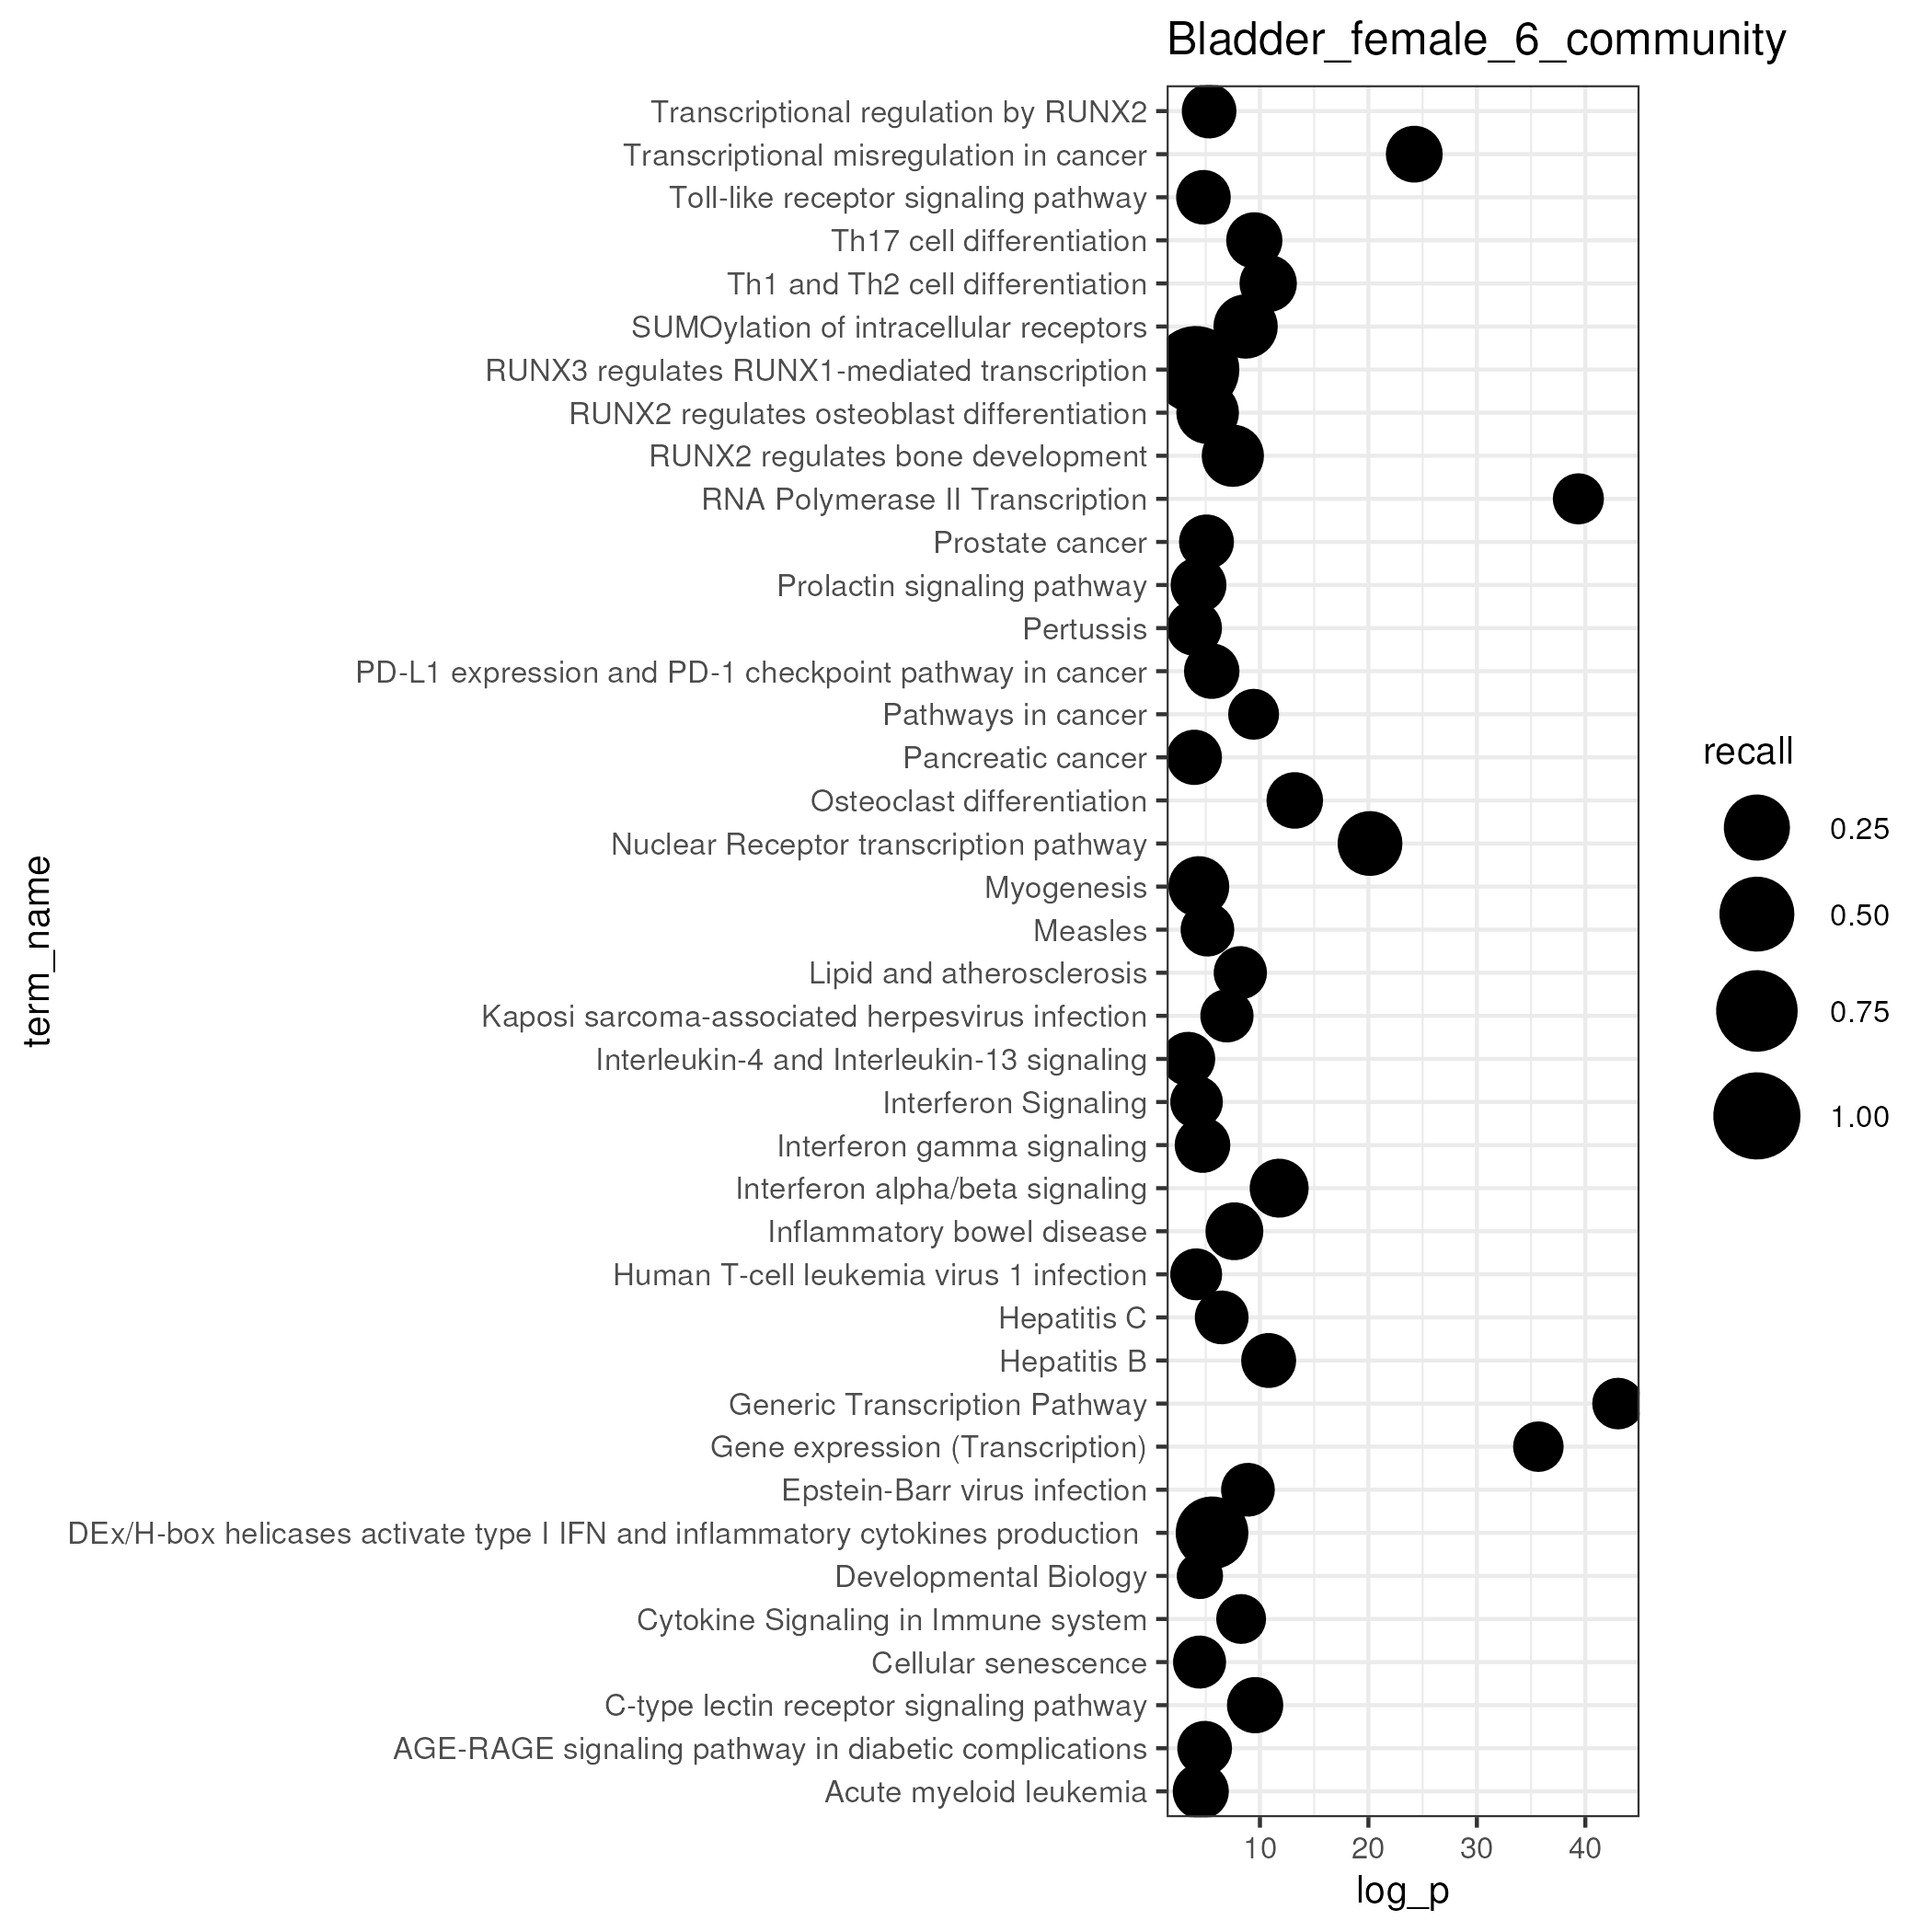 Bladder_female_6_community
Transcriptional regulation by RUNX2
Transcriptional misregulation in cancer
Toll-like receptor signaling pathway
Th17 cell differentiation
Th1 and Th2 cell differentiation
SUMOylation of intracellular receptors
RUNX3 regulates RUNX1-mediated transcription
RUNX2 regulates osteoblast differentiation
RUNX2 regulates bone development
RNA Polymerase II Transcription
Prostate cancer
Prolactin signaling pathway
Pertussis
PD-L1 expression and PD-1 checkpoint pathway in cancer
Pathways in cancer
Pancreatic cancer
Osteoclast differentiation
Nuclear Receptor transcription pathway
Myogenesis
Measles
Lipid and atherosclerosis
Kaposi sarcoma-associated herpesvirus infection
Interleukin-4 and Interleukin-13 signaling
Interferon Signaling
Interferon gamma signaling
Interferon alpha/beta signaling
Inflammatory bowel disease
Human T-cell leukemia virus 1 infection
Hepatitis C
Hepatitis B
Generic Transcription Pathway
Gene expression (Transcription)
Epstein-Barr virus infection
DEx/H-box helicases activate type I IFN and inflammatory cytokines production
Developmental Biology
Cytokine Signaling in Immune system
Cellular senescence
C-type lectin receptor signaling pathway
AGE-RAGE signaling pathway in diabetic complications
Acute myeloid leukemia
term_name
10 20 30 40
log_p
recall
0.25
0.50
0.75
1.00